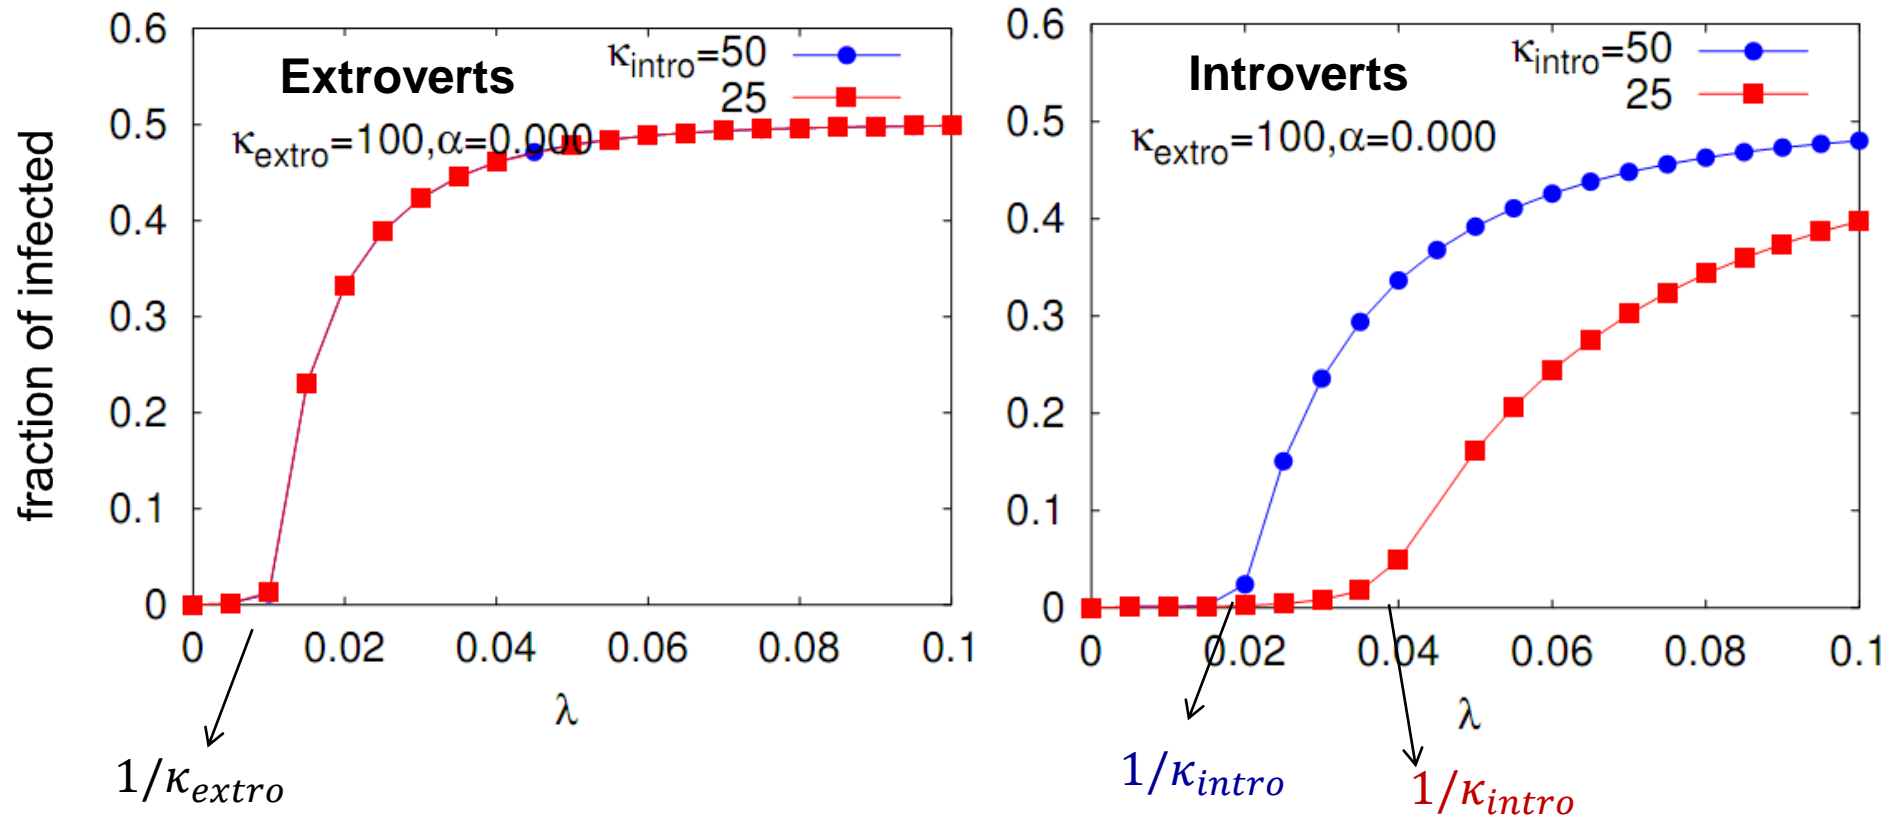 fraction of infected
Extroverts
κintro=50
25
κextro=100,α=0.000
0.6
0.5
0.4
0.3
0.2
0.1
0
0 0.02 0.04 0.06 0.08 0.1
λ
1/κextro
Introverts
κintro=50
25
κextro=100,α=0.000
0.6
0.5
0.4
0.3
0.2
0.1
0
0 0.02 0.04 0.06 0.08 0.1
λ
1/κintro
1/κintro